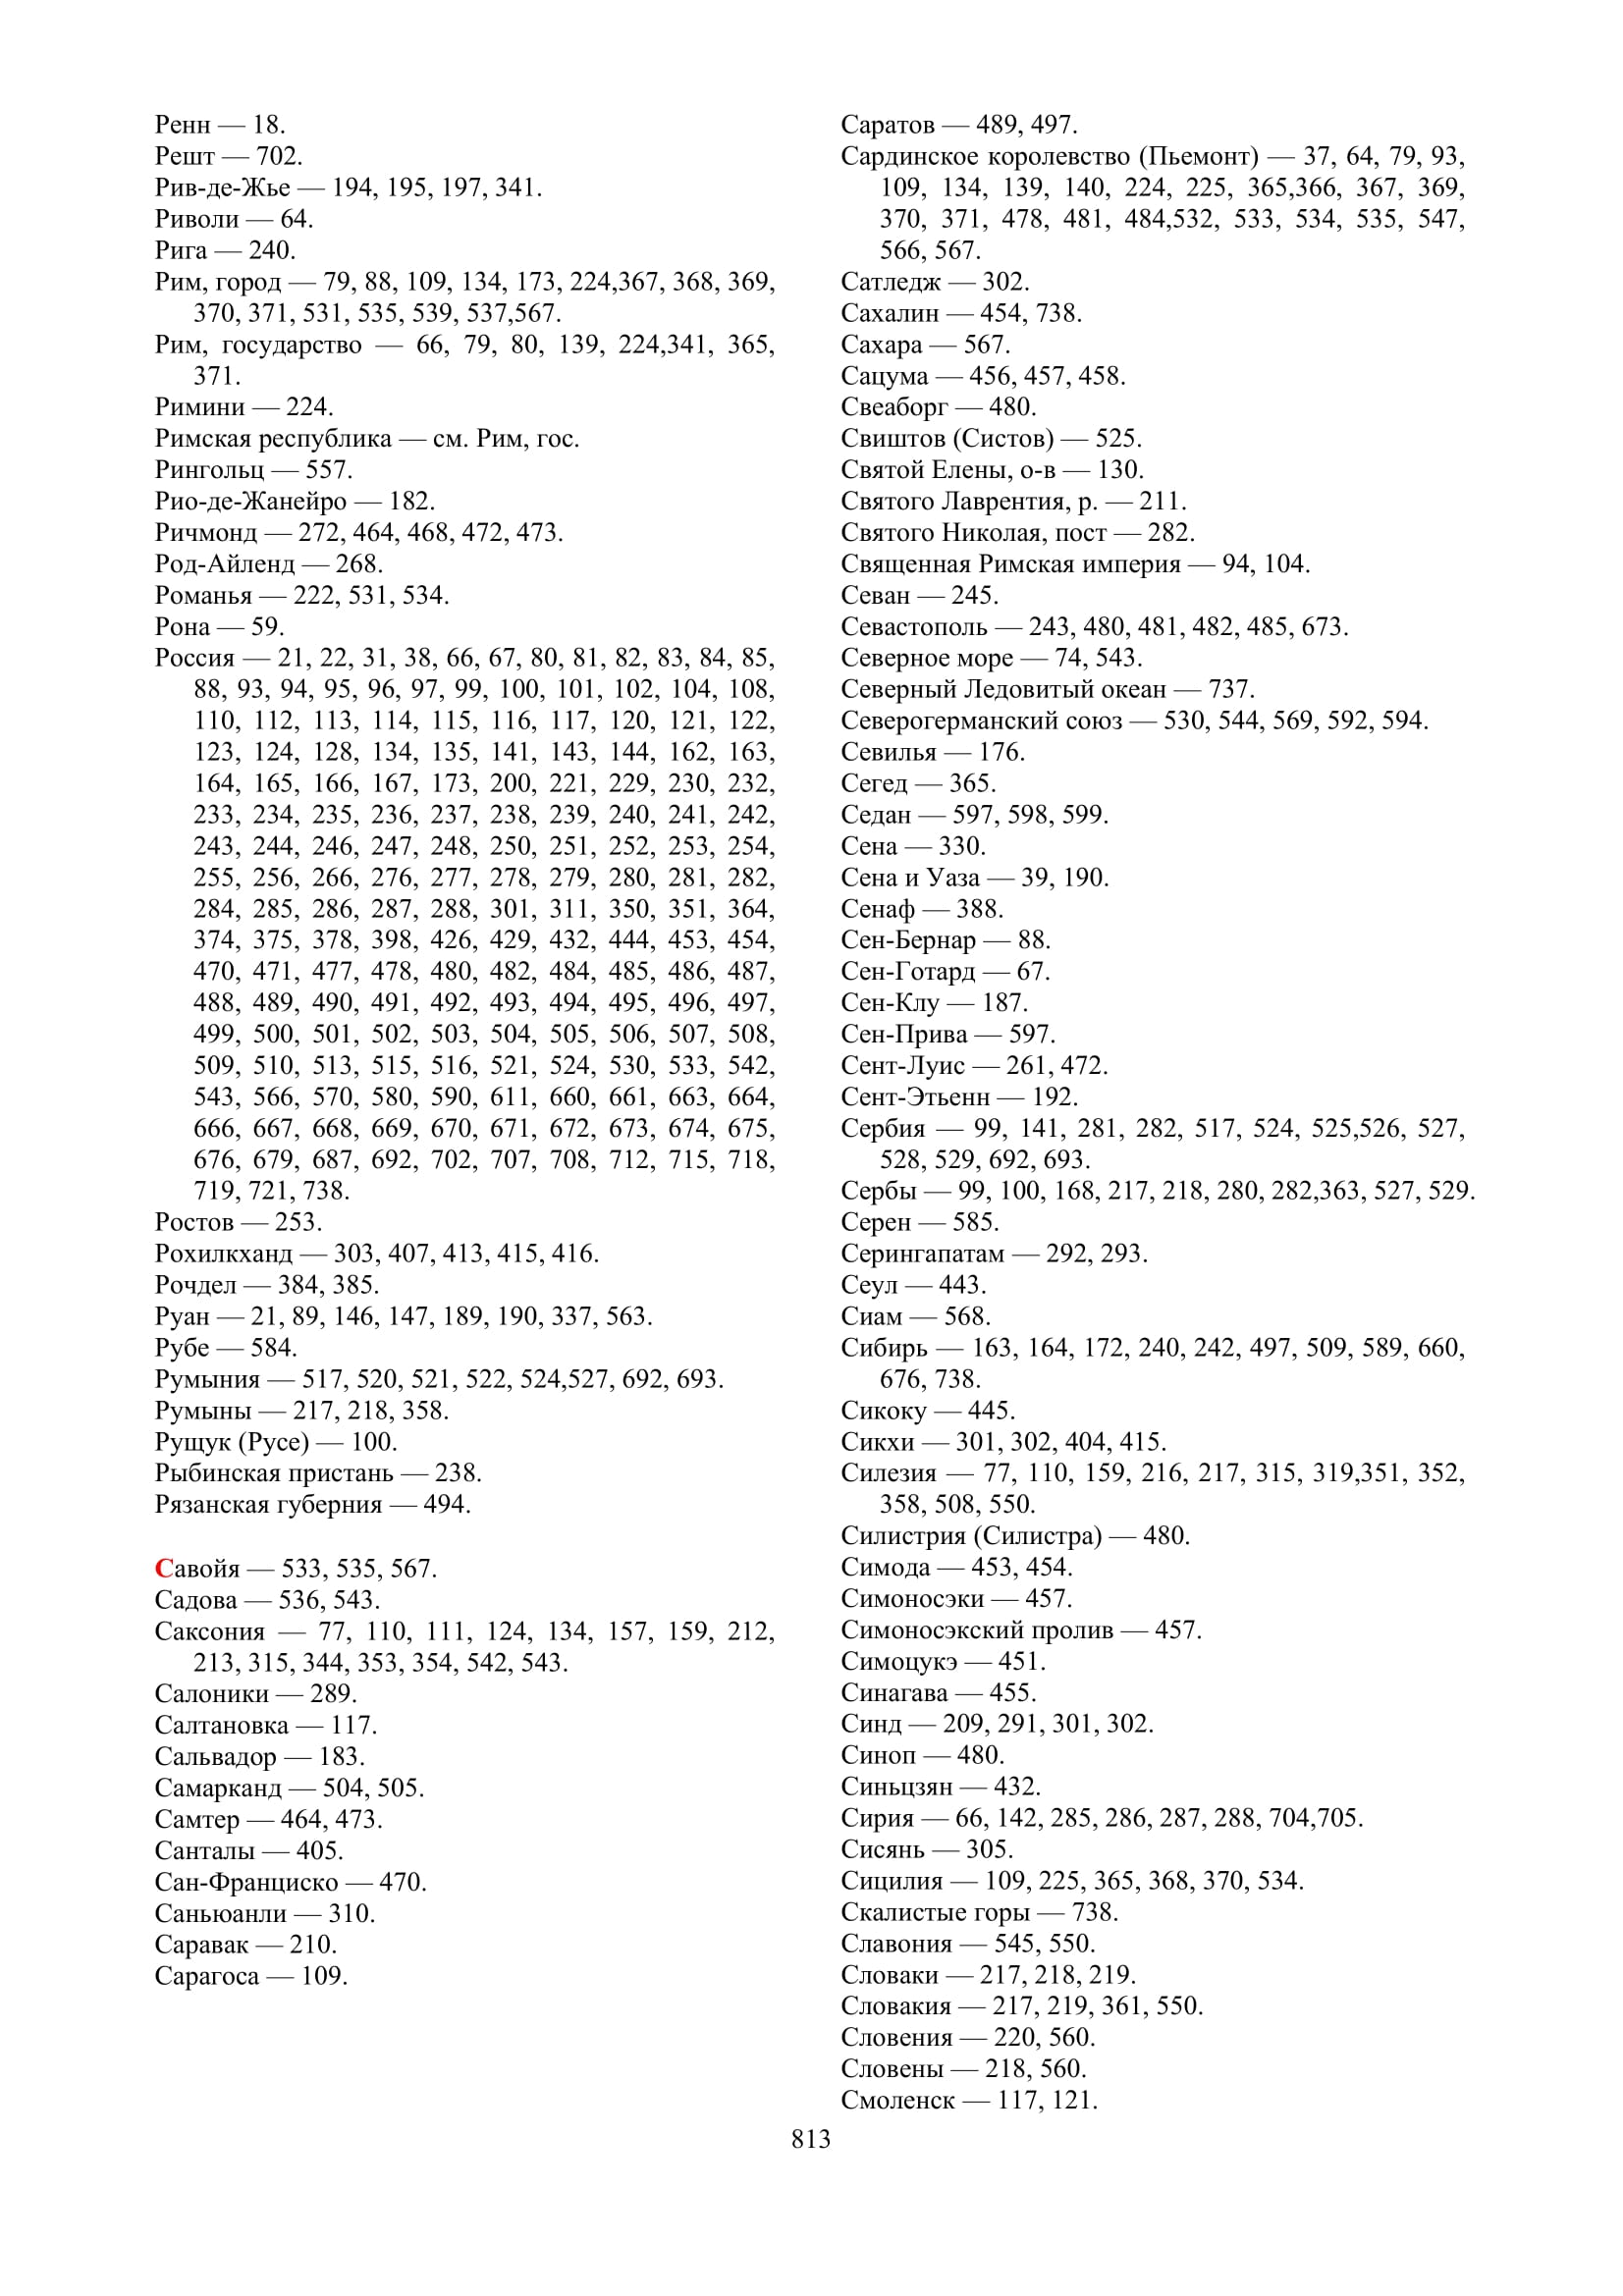 Ренн — 18.
Решт — 702.
Рив-де-Жье — 194, 195, 197, 341.
Риволи — 64.
Рига — 240.
Рим, город — 79, 88, 109, 134, 173, 224,367, 368, 369,
370, 371, 531, 535, 539, 537,567.
Рим, государство — 66, 79, 80, 139, 224,341, 365,
371.
Римини — 224.
Римская республика — см. Рим, гос.
Рингольц — 557.
Рио-де-Жанейро — 182.
Ричмонд — 272, 464, 468, 472, 473.
Род-Айленд — 268.
Романья — 222, 531, 534.
Рона — 59.
Россия — 21, 22, 31, 38, 66, 67, 80, 81, 82, 83, 84, 85,
88, 93, 94, 95, 96, 97, 99, 100, 101, 102, 104, 108,
110, 112, 113, 114, 115, 116, 117, 120, 121, 122,
123, 124, 128, 134, 135, 141, 143, 144, 162, 163,
164, 165, 166, 167, 173, 200, 221, 229, 230, 232,
233, 234, 235, 236, 237, 238, 239, 240, 241, 242,
243, 244, 246, 247, 248, 250, 251, 252, 253, 254,
255, 256, 266, 276, 277, 278, 279, 280, 281, 282,
284, 285, 286, 287, 288, 301, 311, 350, 351, 364,
374, 375, 378, 398, 426, 429, 432, 444, 453, 454,
470, 471, 477, 478, 480, 482, 484, 485, 486, 487,
488, 489, 490, 491, 492, 493, 494, 495, 496, 497,
499, 500, 501, 502, 503, 504, 505, 506, 507, 508,
509, 510, 513, 515, 516, 521, 524, 530, 533, 542,
543, 566, 570, 580, 590, 611, 660, 661, 663, 664,
666, 667, 668, 669, 670, 671, 672, 673, 674, 675,
676, 679, 687, 692, 702, 707, 708, 712, 715, 718,
719, 721, 738.
Ростов — 253.
Рохилкханд — 303, 407, 413, 415, 416.
Рочдел — 384, 385.
Руан — 21, 89, 146, 147, 189, 190, 337, 563.
Рубе — 584.
Румыния — 517, 520, 521, 522, 524,527, 692, 693.
Румыны — 217, 218, 358.
Рущук (Русе) — 100.
Рыбинская пристань — 238.
Рязанская губерния — 494.
Савойя — 533, 535, 567.
Садова — 536, 543.
Саксония — 77, 110, 111, 124, 134, 157, 159, 212,
213, 315, 344, 353, 354, 542, 543.
Салоники — 289.
Салтановка — 117.
Сальвадор — 183.
Самарканд — 504, 505.
Самтер — 464, 473.
Санталы — 405.
Сан-Франциско — 470.
Саньюанли — 310.
Саравак — 210.
Сарагоса — 109.
Саратов — 489, 497.
Сардинское королевство (Пьемонт) — 37, 64, 79, 93,
109, 134, 139, 140, 224, 225, 365,366, 367, 369,
370, 371, 478, 481, 484,532, 533, 534, 535, 547,
566, 567.
Сатледж — 302.
Сахалин — 454, 738.
Сахара — 567.
Сацума — 456, 457, 458.
Свеаборг — 480.
Свиштов (Систов) — 525.
Святой Елены, о-в — 130.
Святого Лаврентия, р. — 211.
Святого Николая, пост — 282.
Священная Римская империя — 94, 104.
Севан — 245.
Севастополь — 243, 480, 481, 482, 485, 673.
Северное море — 74, 543.
Северный Ледовитый океан — 737.
Северогерманский союз — 530, 544, 569, 592, 594.
Севилья — 176.
Сегед — 365.
Седан — 597, 598, 599.
Сена — 330.
Сена и Уаза — 39, 190.
Сенаф — 388.
Сен-Бернар — 88.
Сен-Готард — 67.
Сен-Клу — 187.
Сен-Прива — 597.
Сент-Луис — 261, 472.
Сент-Этьенн — 192.
Сербия — 99, 141, 281, 282, 517, 524, 525,526, 527,
528, 529, 692, 693.
Сербы — 99, 100, 168, 217, 218, 280, 282,363, 527, 529.
Серен — 585.
Серингапатам — 292, 293.
Сеул — 443.
Сиам — 568.
Сибирь — 163, 164, 172, 240, 242, 497, 509, 589, 660,
676, 738.
Сикоку — 445.
Сикхи — 301, 302, 404, 415.
Силезия — 77, 110, 159, 216, 217, 315, 319,351, 352,
358, 508, 550.
Силистрия (Силистра) — 480.
Симода — 453, 454.
Симоносэки — 457.
Симоносэкский пролив — 457.
Симоцукэ — 451.
Синагава — 455.
Синд — 209, 291, 301, 302.
Синоп — 480.
Синьцзян — 432.
Сирия — 66, 142, 285, 286, 287, 288, 704,705.
Сисянь — 305.
Сицилия — 109, 225, 365, 368, 370, 534.
Скалистые горы — 738.
Славония — 545, 550.
Словаки — 217, 218, 219.
Словакия — 217, 219, 361, 550.
Словения — 220, 560.
Словены — 218, 560.
Смоленск — 117, 121.
813